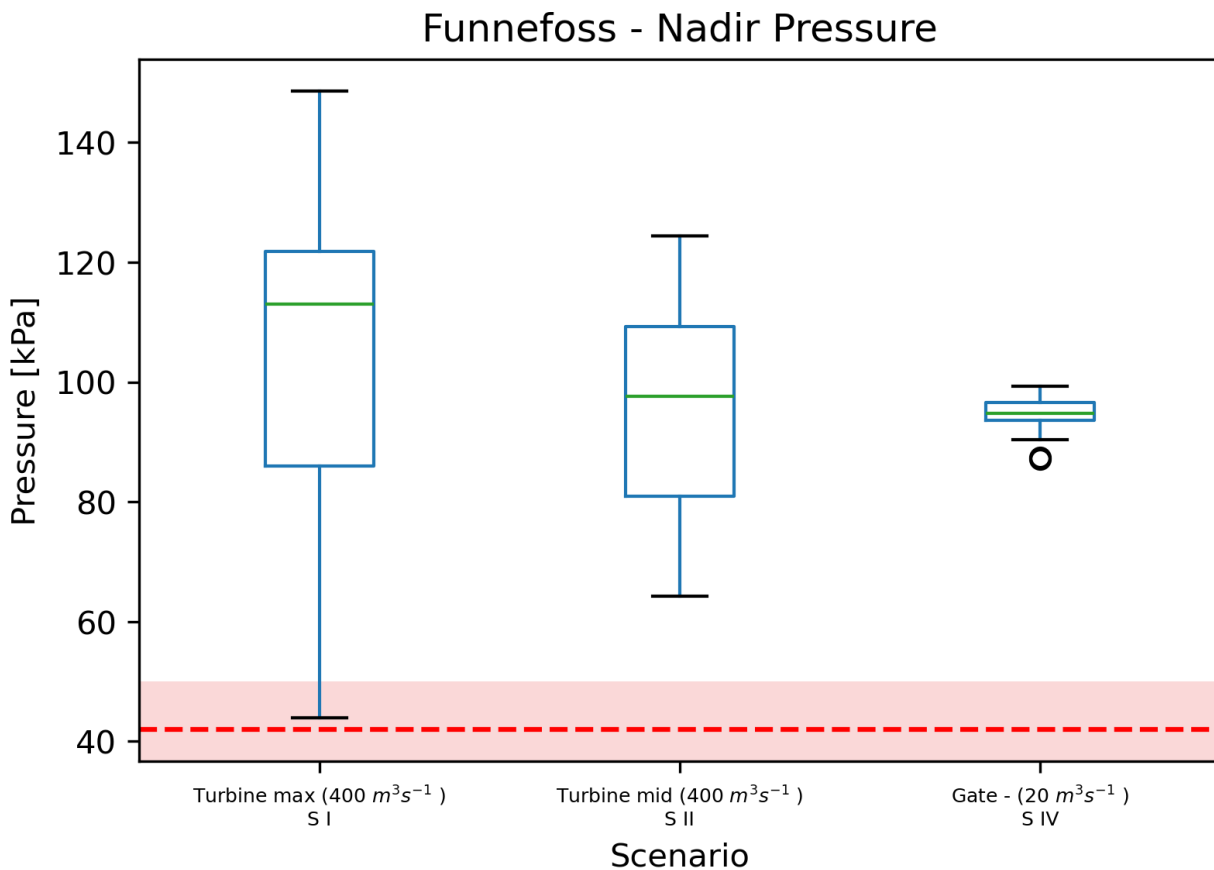 Funnefoss - Nadir Pressure
Pressure [kPa]
140
120
100
80
60
40
Turbine max (400 m³s⁻¹ )
S I
Turbine mid (400 m³s⁻¹ )
S II
Gate - (20 m³s⁻¹ )
S IV
Scenario